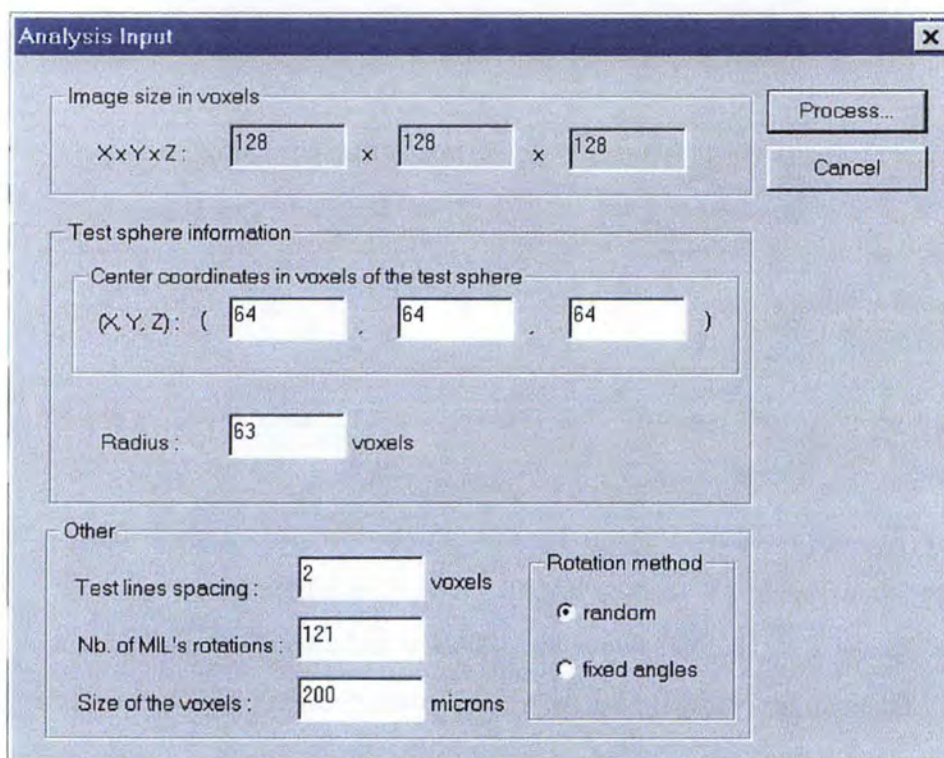 Analysis Input
Image size in voxels
X x Y x Z : 128 x 128 x 128
Process...
Cancel
Test sphere information
Center coordinates in voxels of the test sphere
(X, Y, Z) : ( 64 , 64 , 64 )
Radius : 63 voxels
Other
Test lines spacing : 2 voxels
Nb. of MIL's rotations : 121
Size of the voxels : 200 microns
Rotation method
random
fixed angles